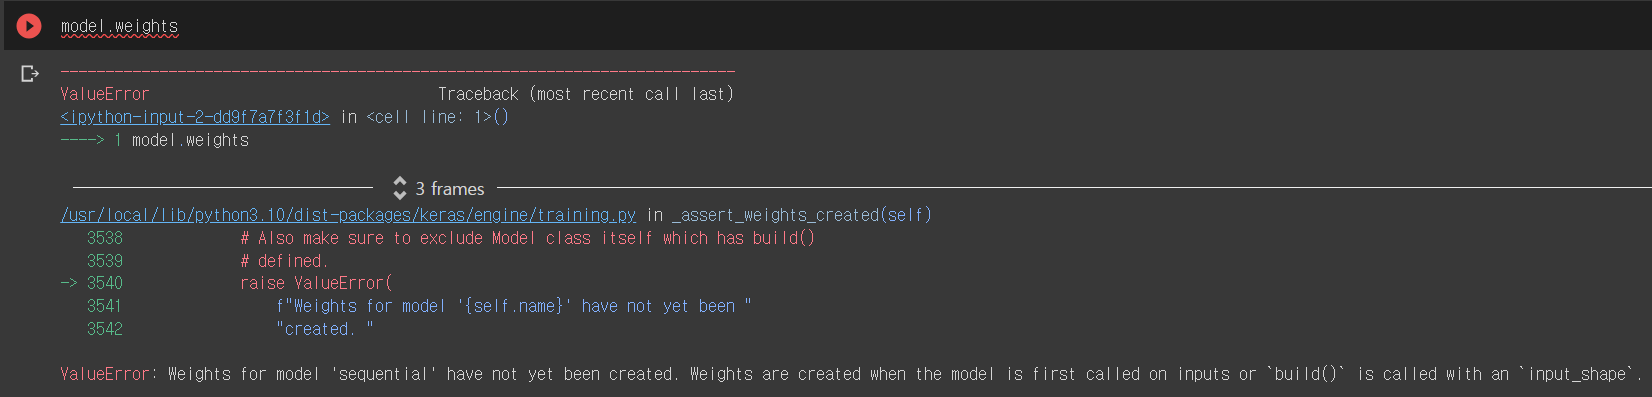 model.weights
---------------------------------------------------------------------------
ValueError                                Traceback (most recent call last)
<ipython-input-2-dd9f7a7f3f1d> in <cell line: 1>()
----> 1 model.weights
3 frames
/usr/local/lib/python3.10/dist-packages/keras/engine/training.py in _assert_weights_created(self)
   3538             # Also make sure to exclude Model class itself which has build()
   3539             # defined.
-> 3540             raise ValueError(
   3541                 f"Weights for model '{self.name}' have not yet been "
   3542                 "created. "
ValueError: Weights for model 'sequential' have not yet been created. Weights are created when the model is first called on inputs or `build()` is called with an `input_shape`.